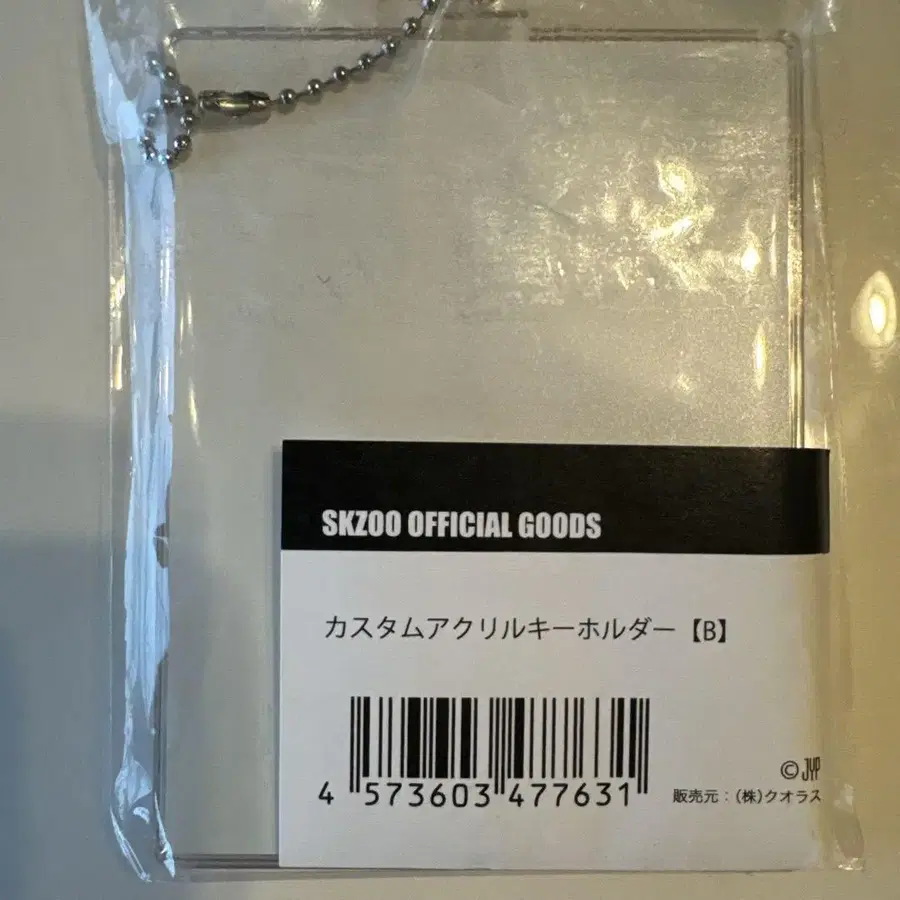 SKZOO OFFICIAL GOODS
カスタムアクリルキーホルダー【B】
4 573603 477631
© JYP
販売元：(株)クオラス